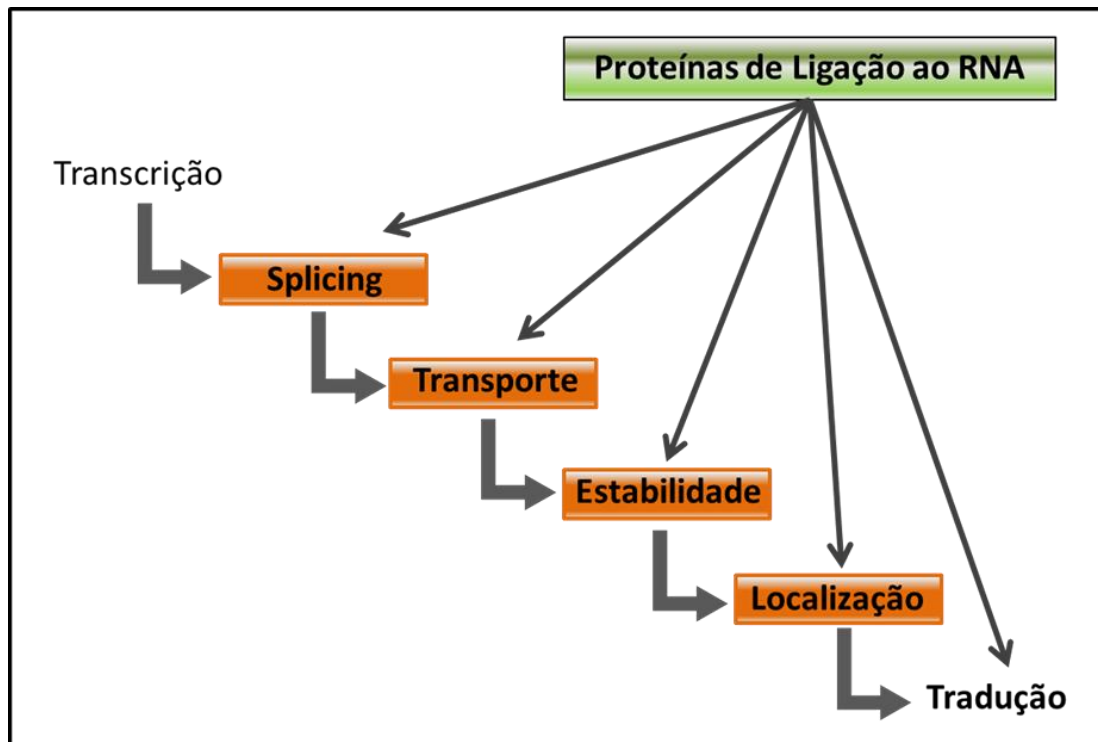 Proteínas de Ligação ao RNA
Transcrição
Splicing
Transporte
Estabilidade
Localização
Tradução